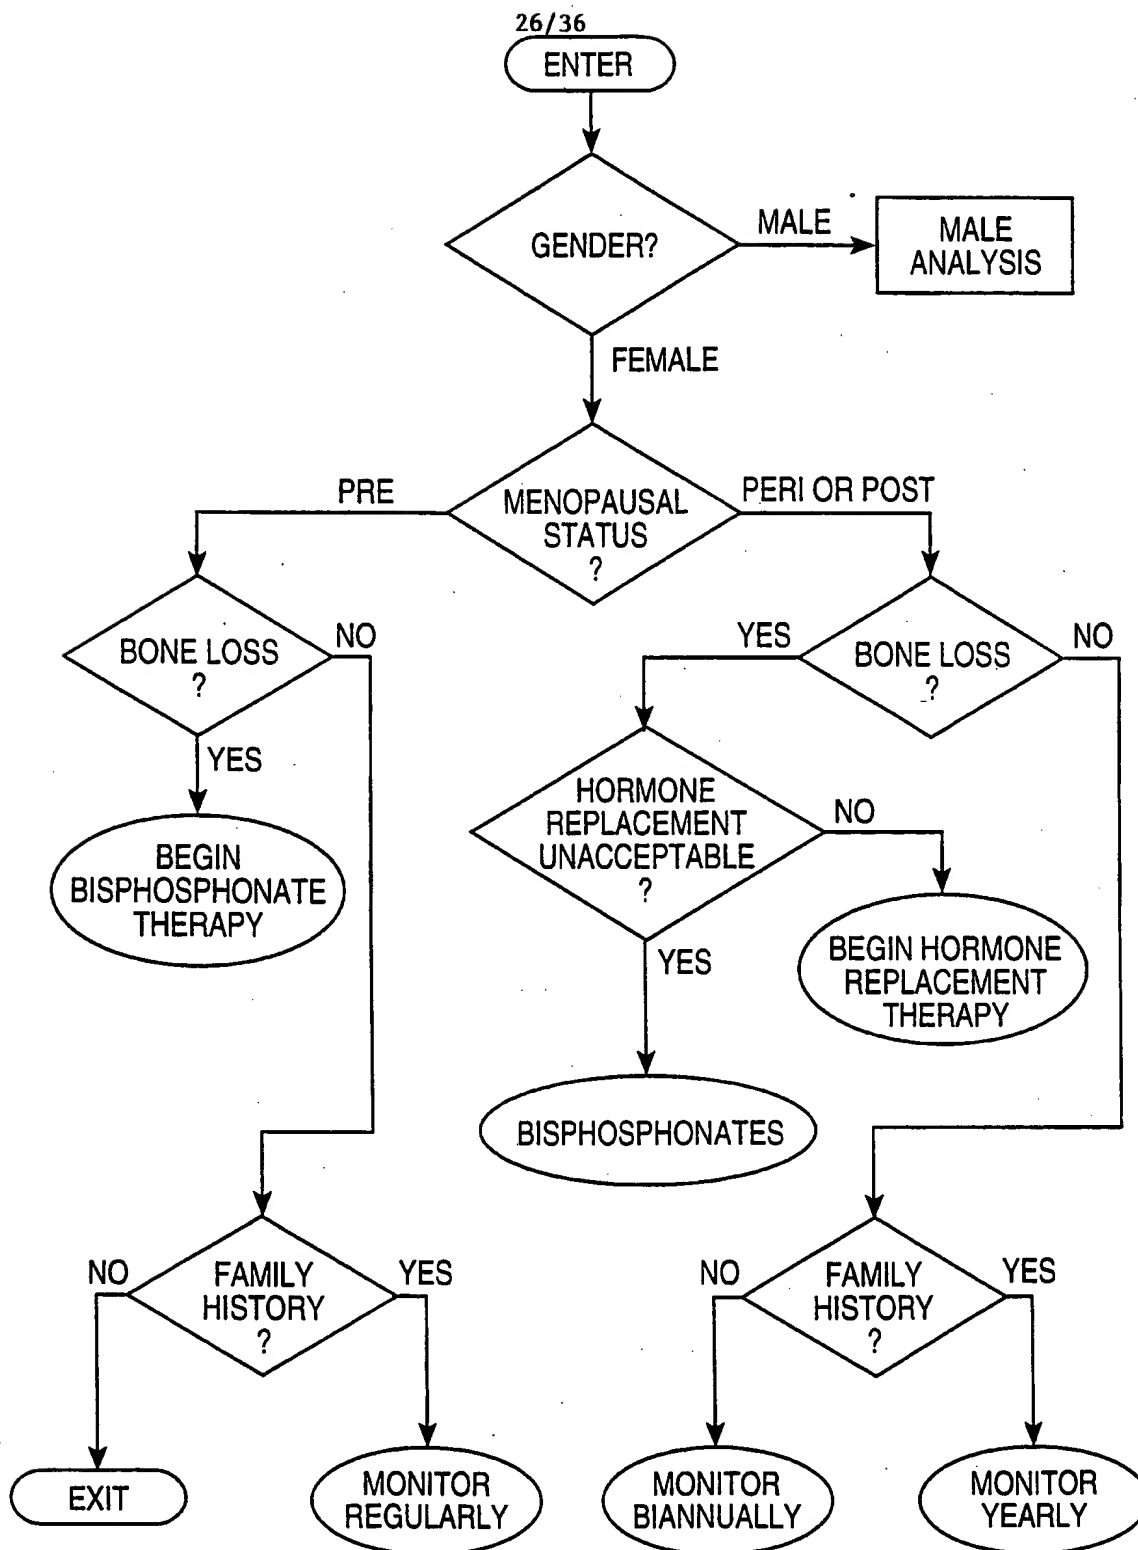 26/36
ENTER
GENDER?
MALE
MALE
ANALYSIS
FEMALE
PRE
MENOPAUSAL
STATUS
?
PERI OR POST
BONE LOSS
?
NO
YES
BEGIN
BISPHOSPHONATE
THERAPY
YES
BONE LOSS
?
NO
HORMONE
REPLACEMENT
UNACCEPTABLE
?
NO
YES
BEGIN HORMONE
REPLACEMENT
THERAPY
BISPHOSPHONATES
NO
FAMILY
HISTORY
?
YES
EXIT
MONITOR
REGULARLY
NO
FAMILY
HISTORY
?
YES
MONITOR
BIANNUALLY
MONITOR
YEARLY